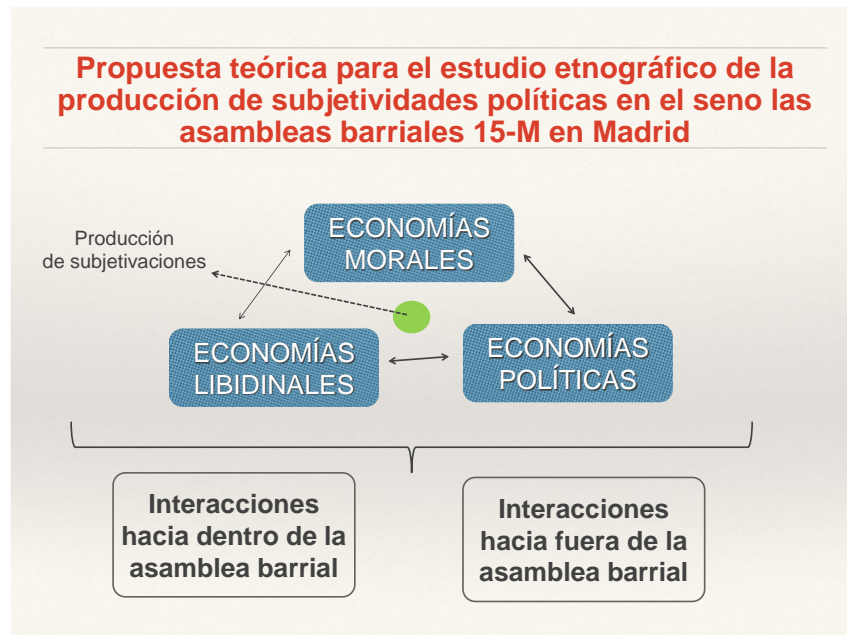 Propuesta teórica para el estudio etnográfico de la
producción de subjetividades políticas en el seno las
asambleas barriales 15-M en Madrid
Producción
de subjetivaciones
ECONOMÍAS
MORALES
ECONOMÍAS
LIBIDINALES
ECONOMÍAS
POLÍTICAS
Interacciones
hacia dentro de la
asamblea barrial
Interacciones
hacia fuera de la
asamblea barrial